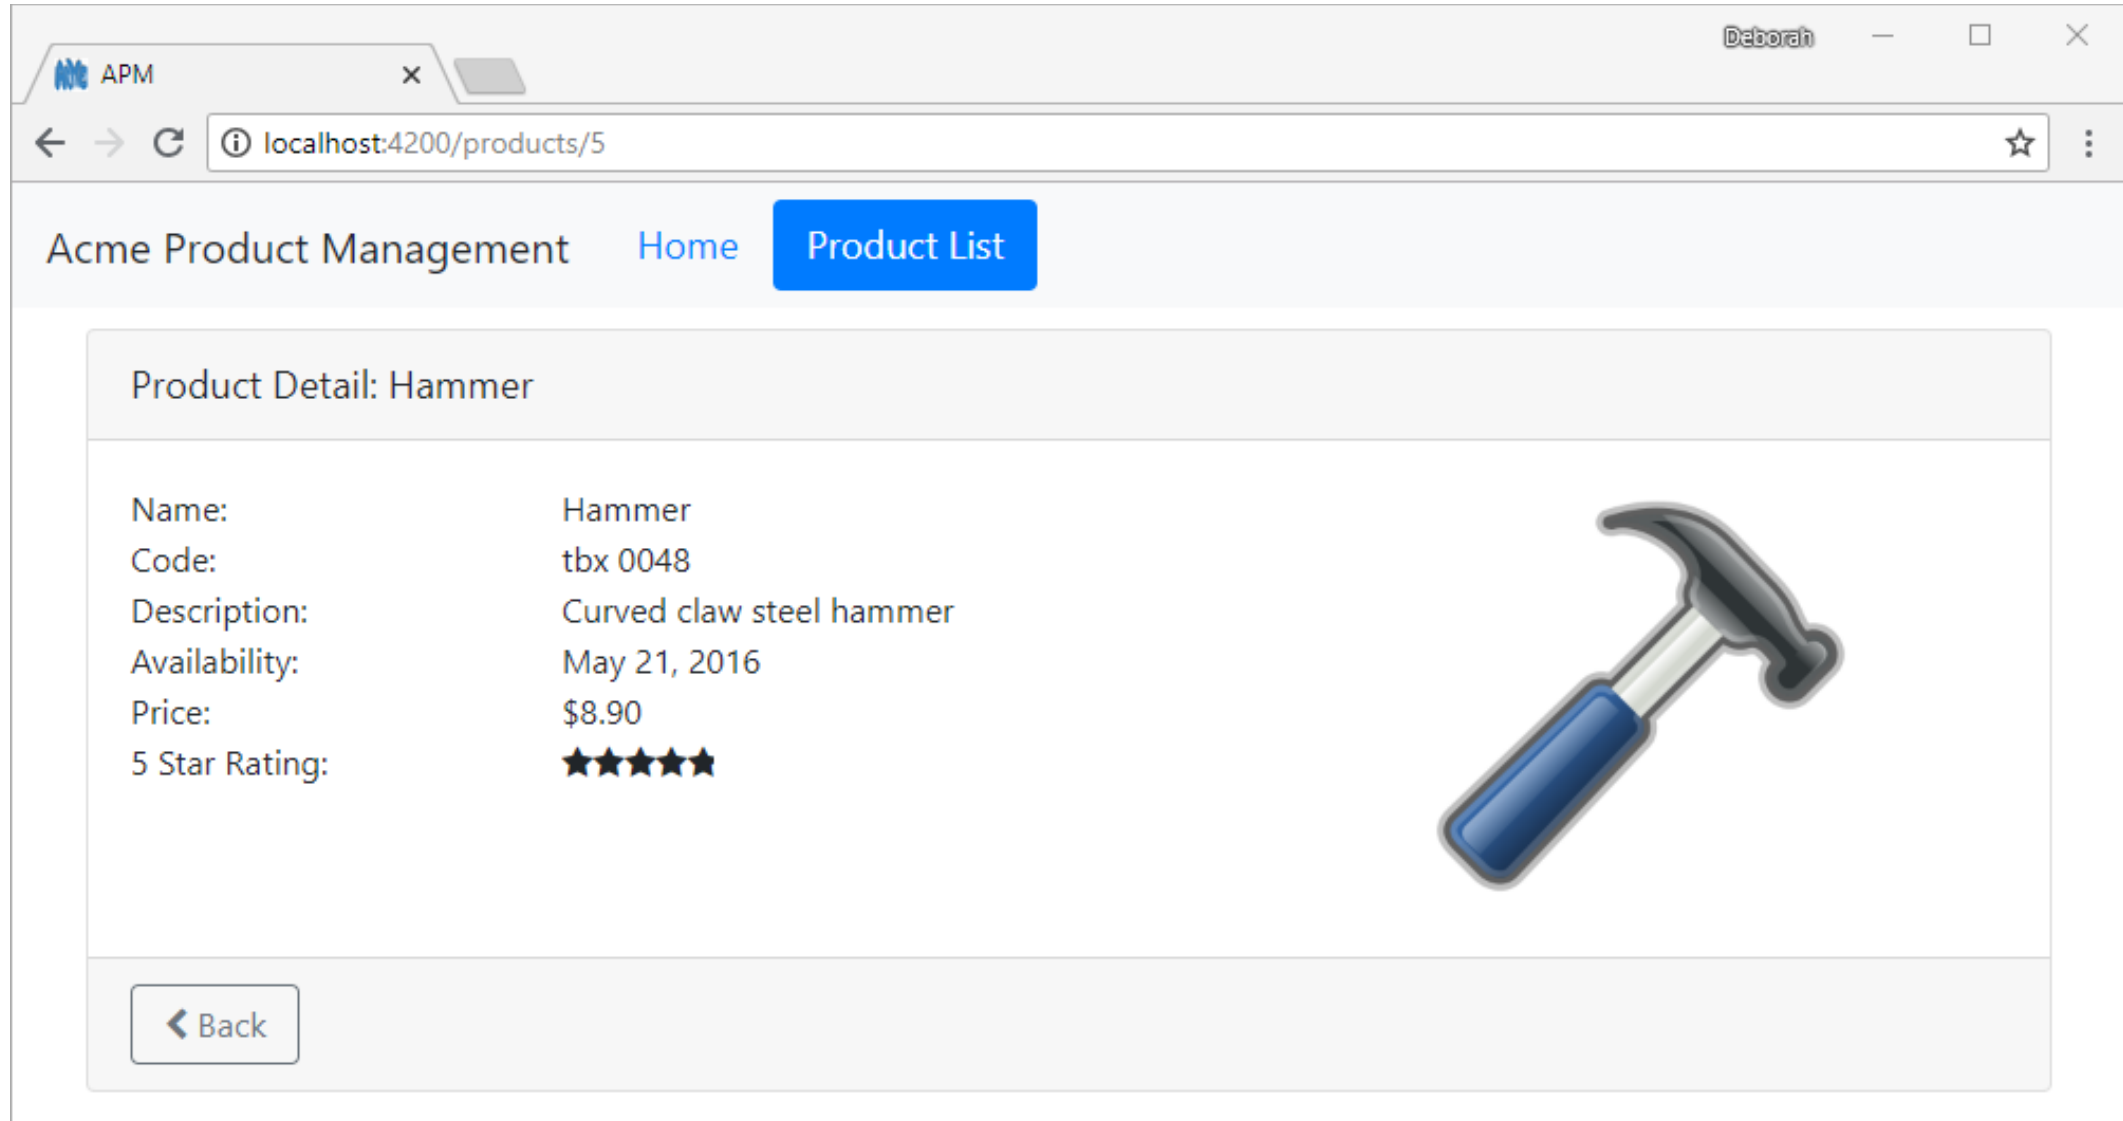 Deborah
APM
localhost:4200/products/5
Acme Product Management Home Product List
Product Detail: Hammer
Name: Hammer
Code: tbx 0048
Description: Curved claw steel hammer
Availability: May 21, 2016
Price: $8.90
5 Star Rating:
Back